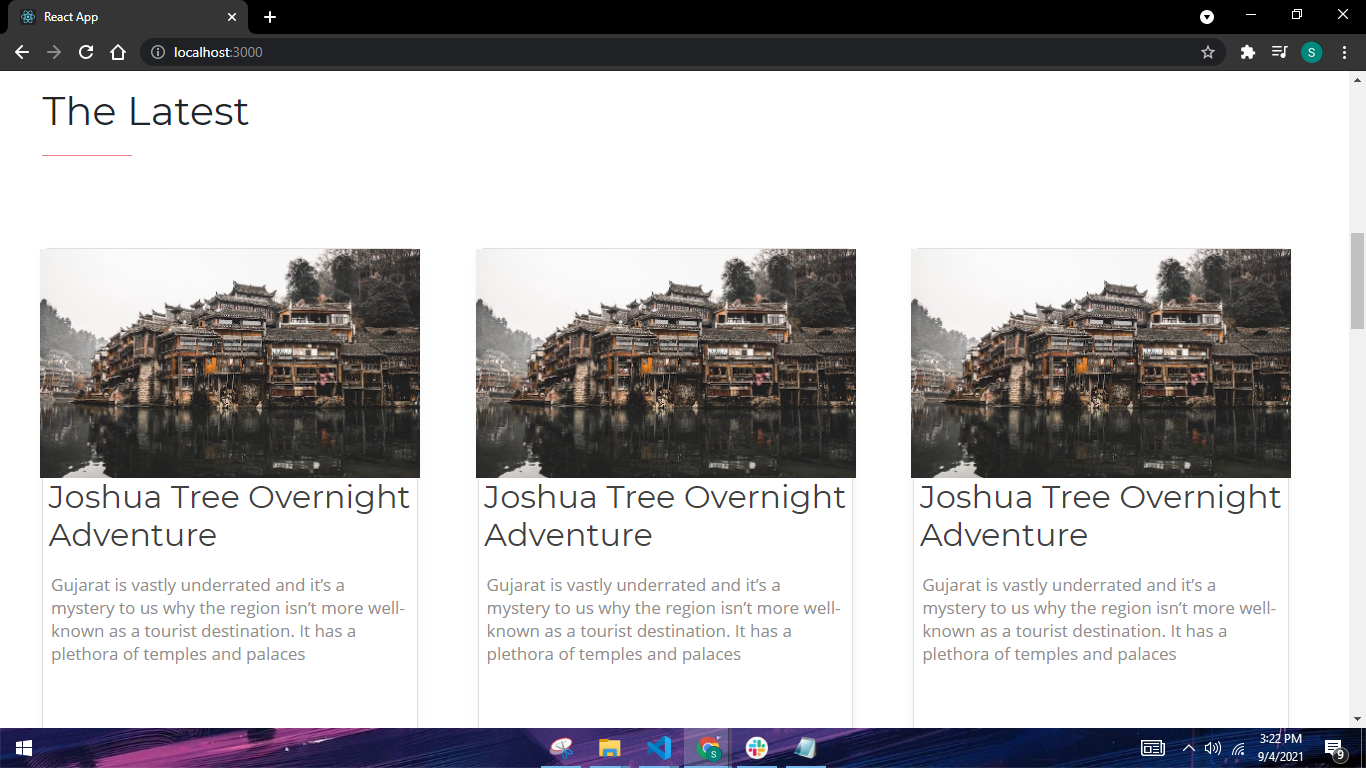 React App
localhost:3000
S
The Latest
Joshua Tree Overnight
Adventure
Gujarat is vastly underrated and it’s a
mystery to us why the region isn’t more well-
known as a tourist destination. It has a
plethora of temples and palaces
Joshua Tree Overnight
Adventure
Gujarat is vastly underrated and it’s a
mystery to us why the region isn’t more well-
known as a tourist destination. It has a
plethora of temples and palaces
Joshua Tree Overnight
Adventure
Gujarat is vastly underrated and it’s a
mystery to us why the region isn’t more well-
known as a tourist destination. It has a
plethora of temples and palaces
S
3:22 PM
9/4/2021
9